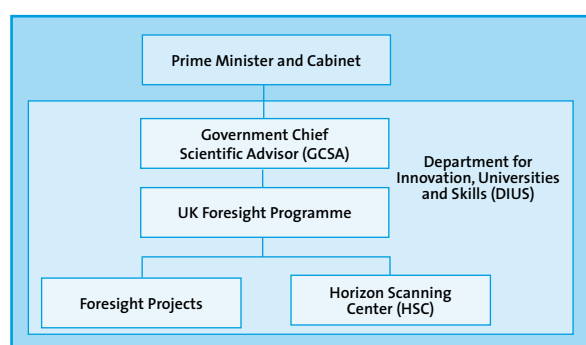 Prime Minister and Cabinet
Government Chief
Scientific Advisor (GCSA)
Department for
Innovation, Universities
and Skills (DIUS)
UK Foresight Programme
Foresight Projects
Horizon Scanning
Center (HSC)